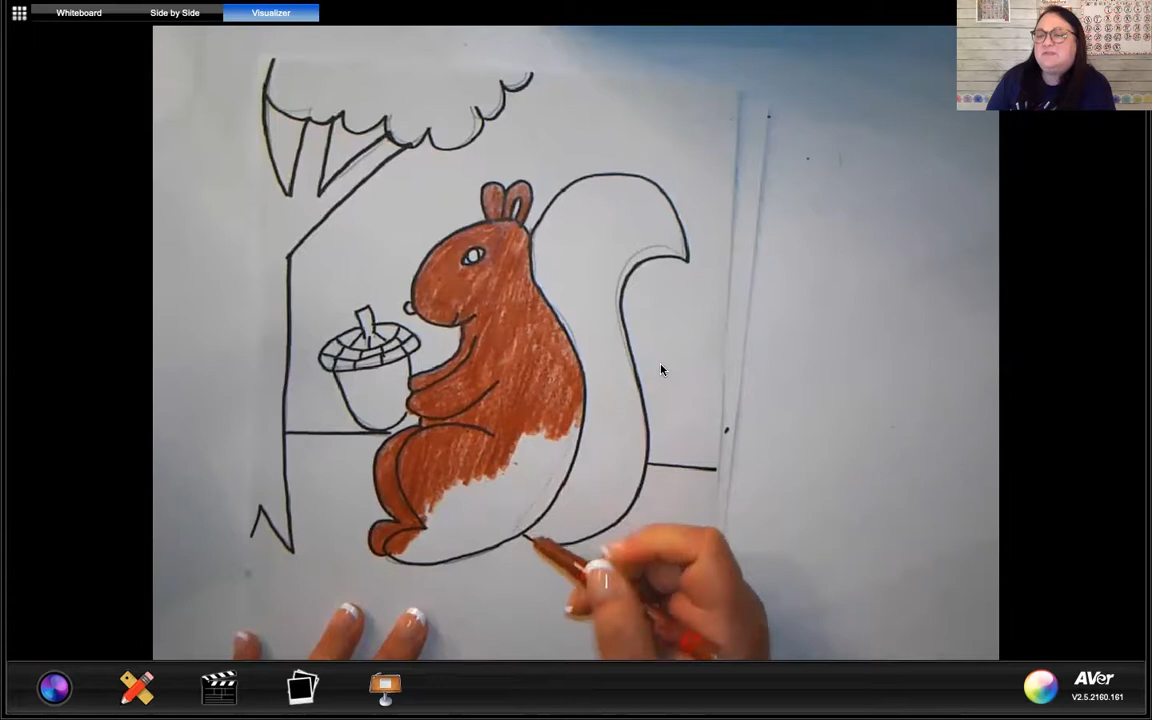 Whiteboard
Side by Side
Visualizer
AVer
V2.5.2160.161